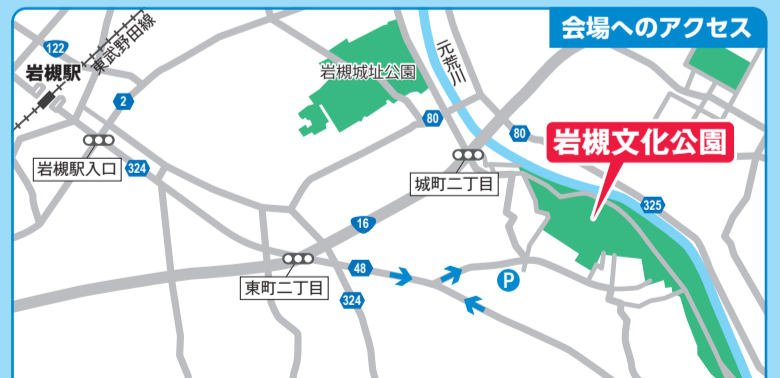 会場へのアクセス
122
岩槻駅
東武野田線
2
岩槻駅入口
324
岩槻城址公園
元荒川
80
80
岩槻文化公園
城町二丁目
325
16
東町二丁目
48
324
P